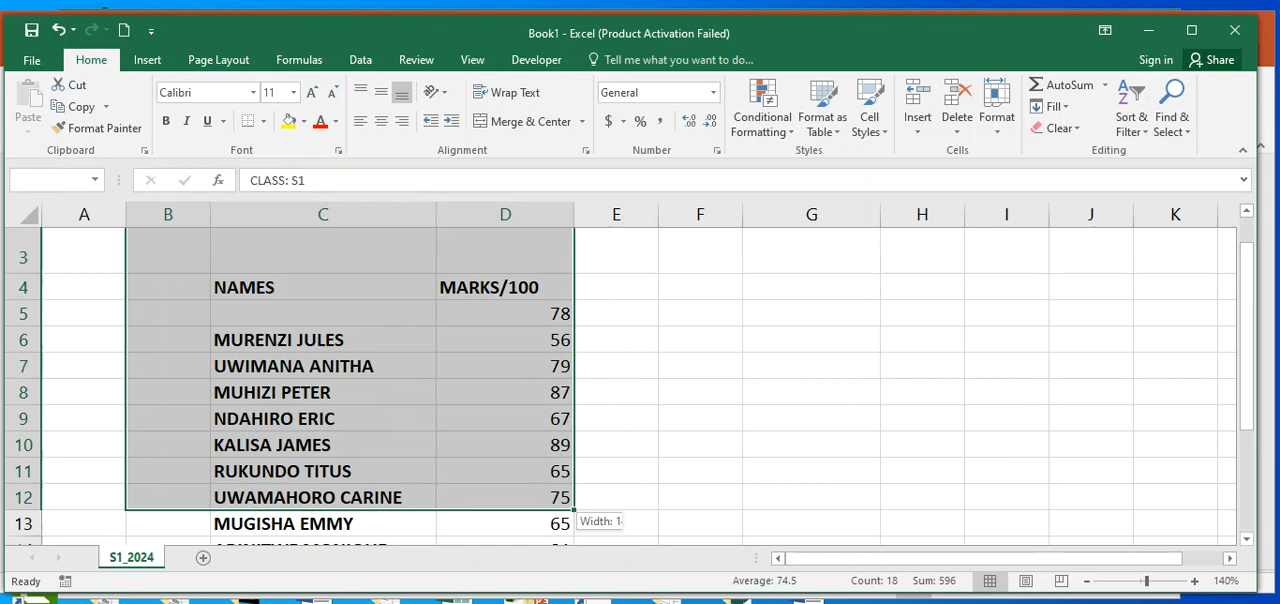 Book1 - Excel (Product Activation Failed)
File Home Insert Page Layout Formulas Data Review View Developer Tell me what you want to do... Sign in Share
Paste Cut Copy Format Painter Clipboard
Calibri 11 B I U A Font
Wrap Text Merge & Center Alignment
General $ % , Number
Conditional Formatting Format as Table Cell Styles Styles
Insert Delete Format Cells
AutoSum Fill Clear Sort & Filter Find & Select Editing
fx CLASS: S1
A B C D E F G H I J K
3
4 NAMES MARKS/100
5 78
6 MURENZI JULES 56
7 UWIMANA ANITHA 79
8 MUHIZI PETER 87
9 NDAHIRO ERIC 67
10 KALISA JAMES 89
11 RUKUNDO TITUS 65
12 UWAMAHORO CARINE 75
13 MUGISHA EMMY 65
Width: 1
S1_2024
Ready Average: 74.5 Count: 18 Sum: 596 140%